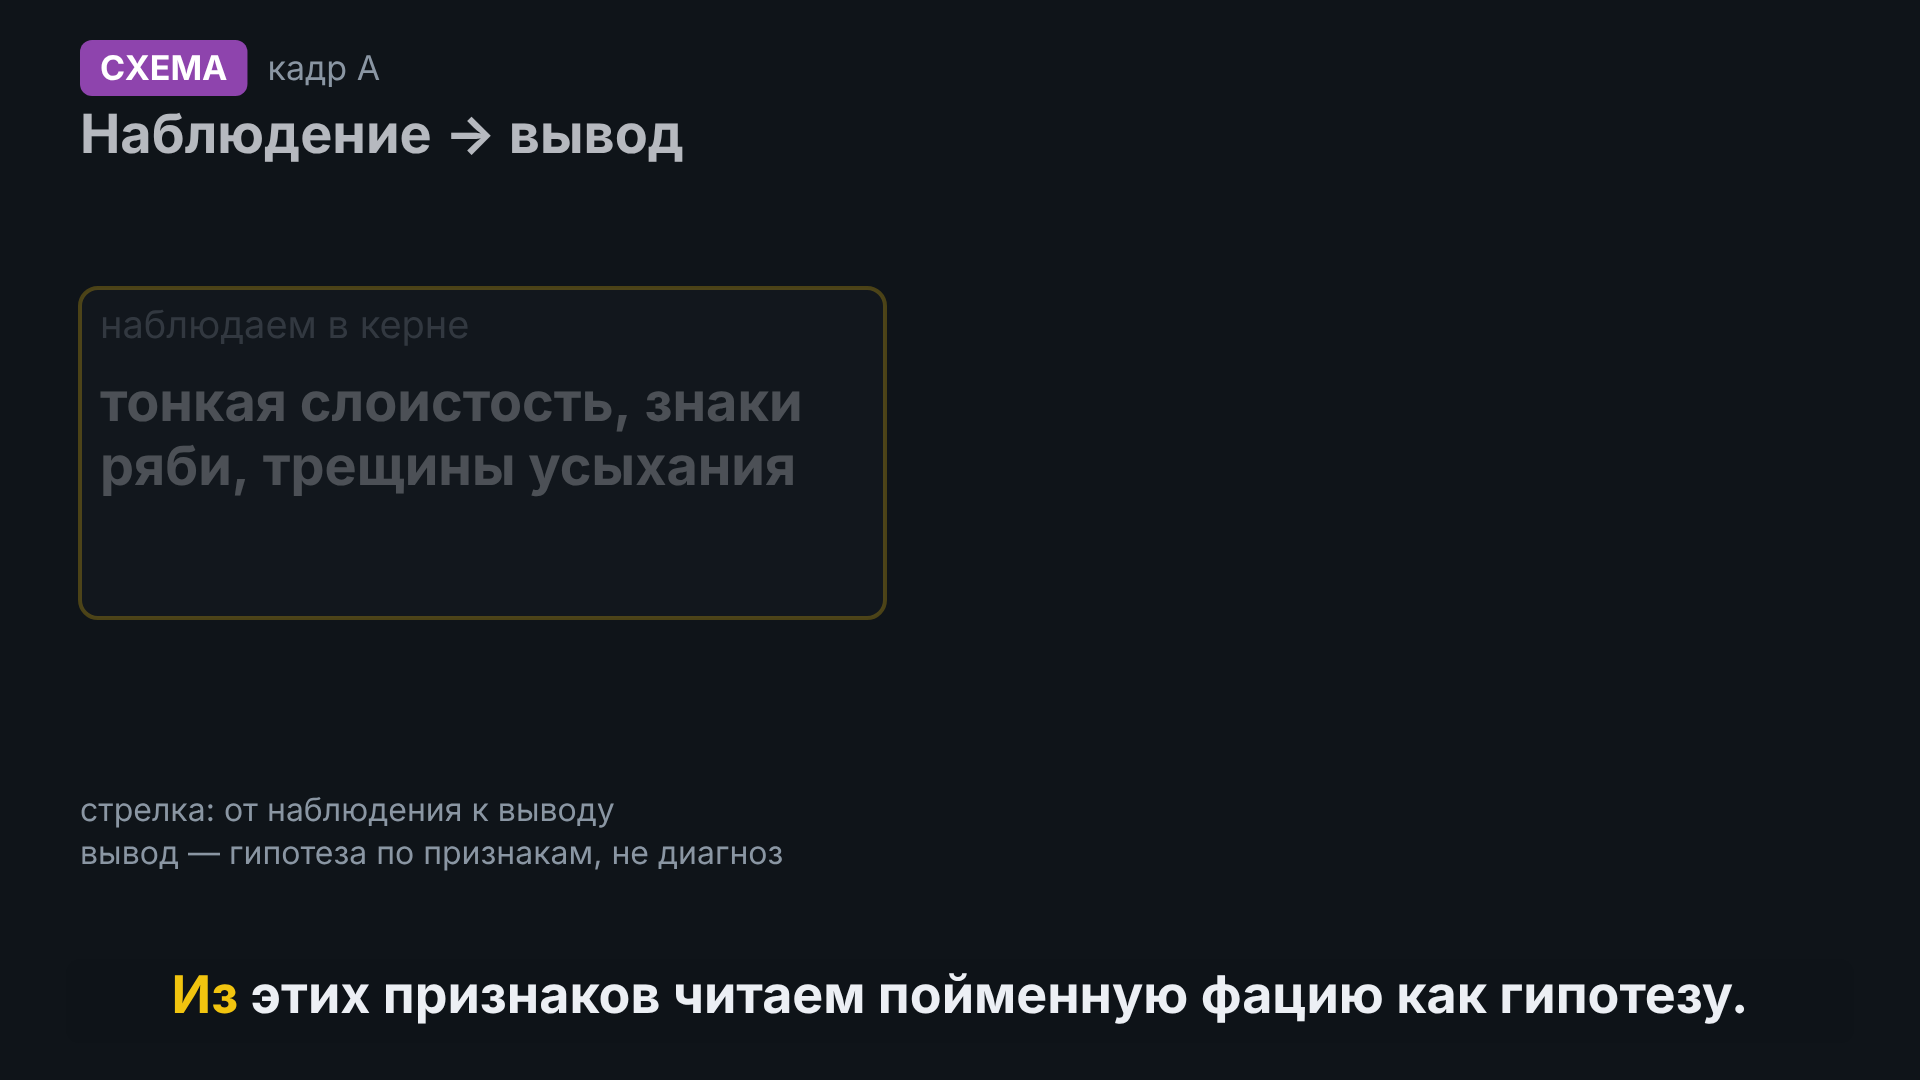 СХЕМА кадр А
Наблюдение → вывод
наблюдаем в керне
тонкая слоистость, знаки
ряби, трещины усыхания
стрелка: от наблюдения к выводу
вывод — гипотеза по признакам, не диагноз
Из этих признаков читаем пойменную фацию как гипотезу.